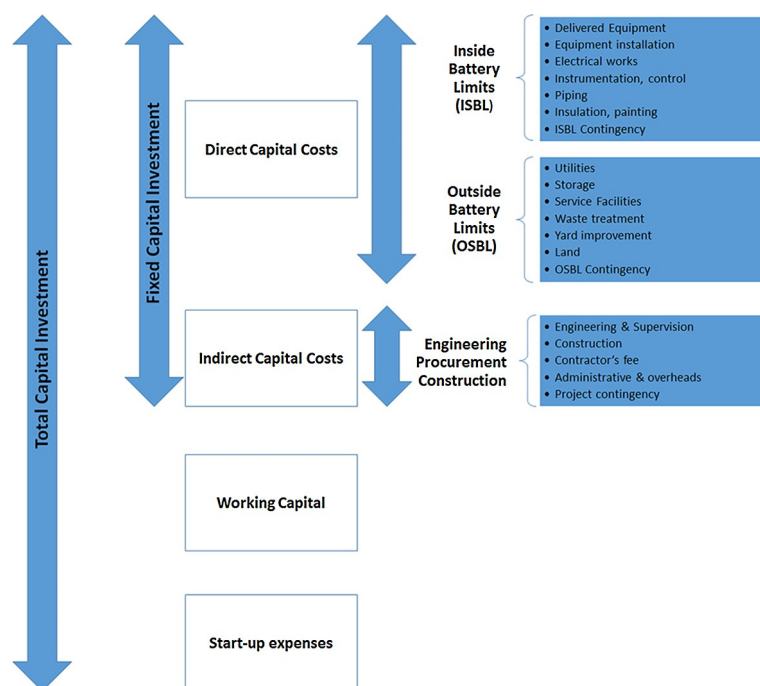 Total Capital Investment
Fixed Capital Investment
Direct Capital Costs
Inside
Battery
Limits
(ISBL)
• Delivered Equipment
• Equipment installation
• Electrical works
• Instrumentation, control
• Piping
• Insulation, painting
• ISBL Contingency
Outside
Battery
Limits
(OSBL)
• Utilities
• Storage
• Service Facilities
• Waste treatment
• Yard improvement
• Land
• OSBL Contingency
Indirect Capital Costs
Engineering
Procurement
Construction
• Engineering & Supervision
• Construction
• Contractor's fee
• Administrative & overheads
• Project contingency
Working Capital
Start-up expenses